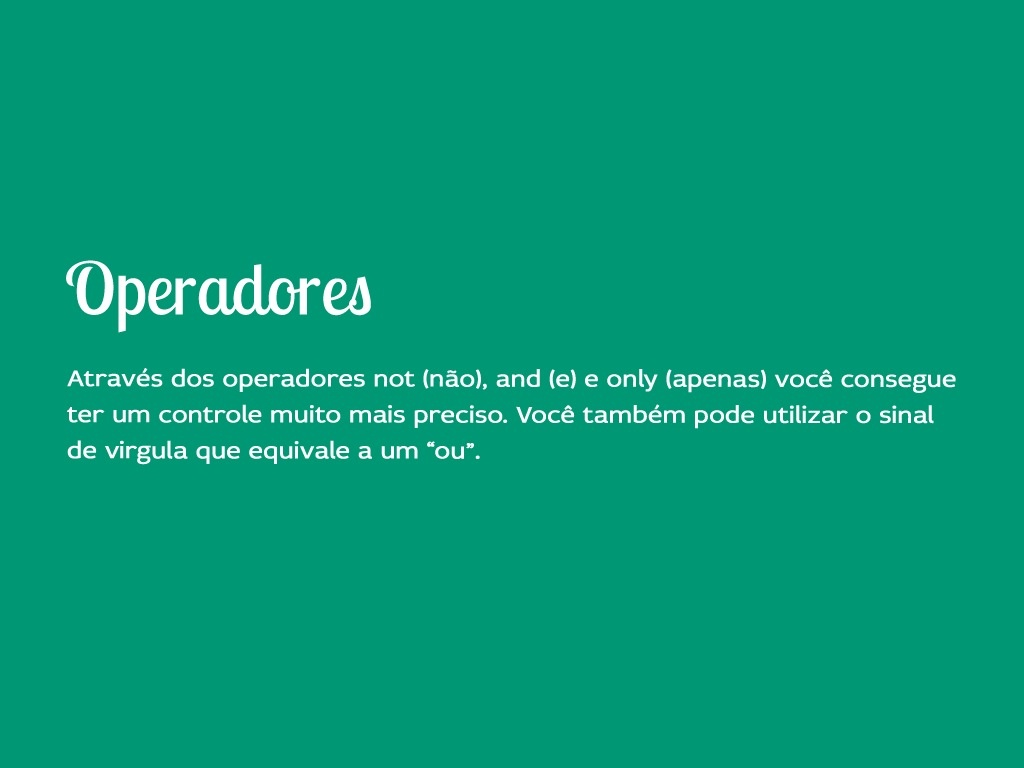 Operadores
Através dos operadores not (não), and (e) e only (apenas) você consegue
ter um controle muito mais preciso. Você também pode utilizar o sinal
de virgula que equivale a um “ou”.